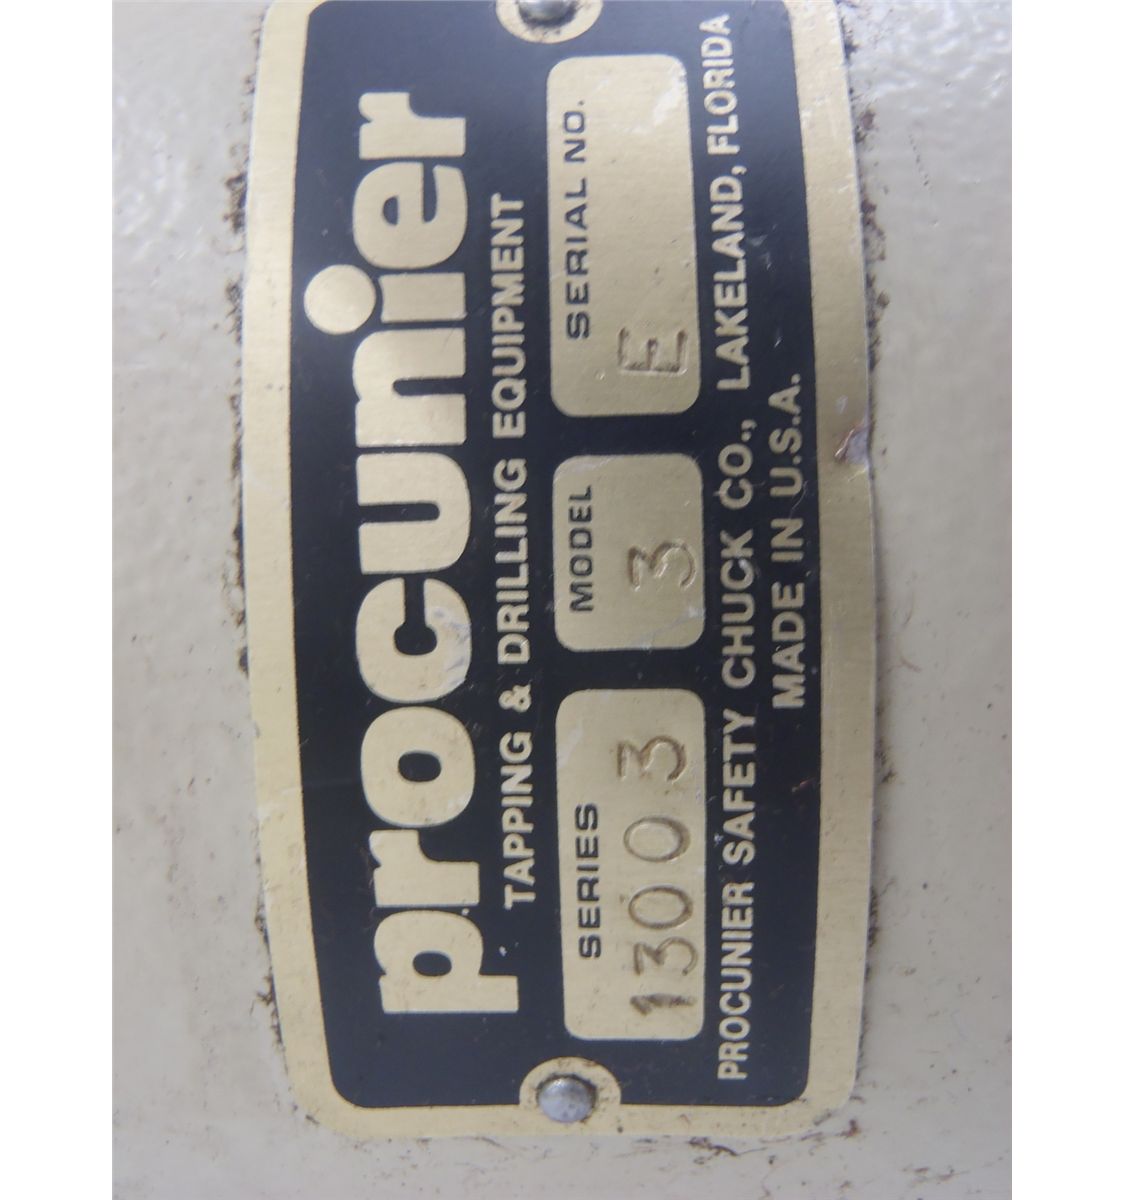 procunier
TAPPING & DRILLING EQUIPMENT
SERIES MODEL SERIAL NO.
13003 3 E
PROCUNIER SAFETY CHUCK CO., LAKELAND, FLORIDA
MADE IN U.S.A.